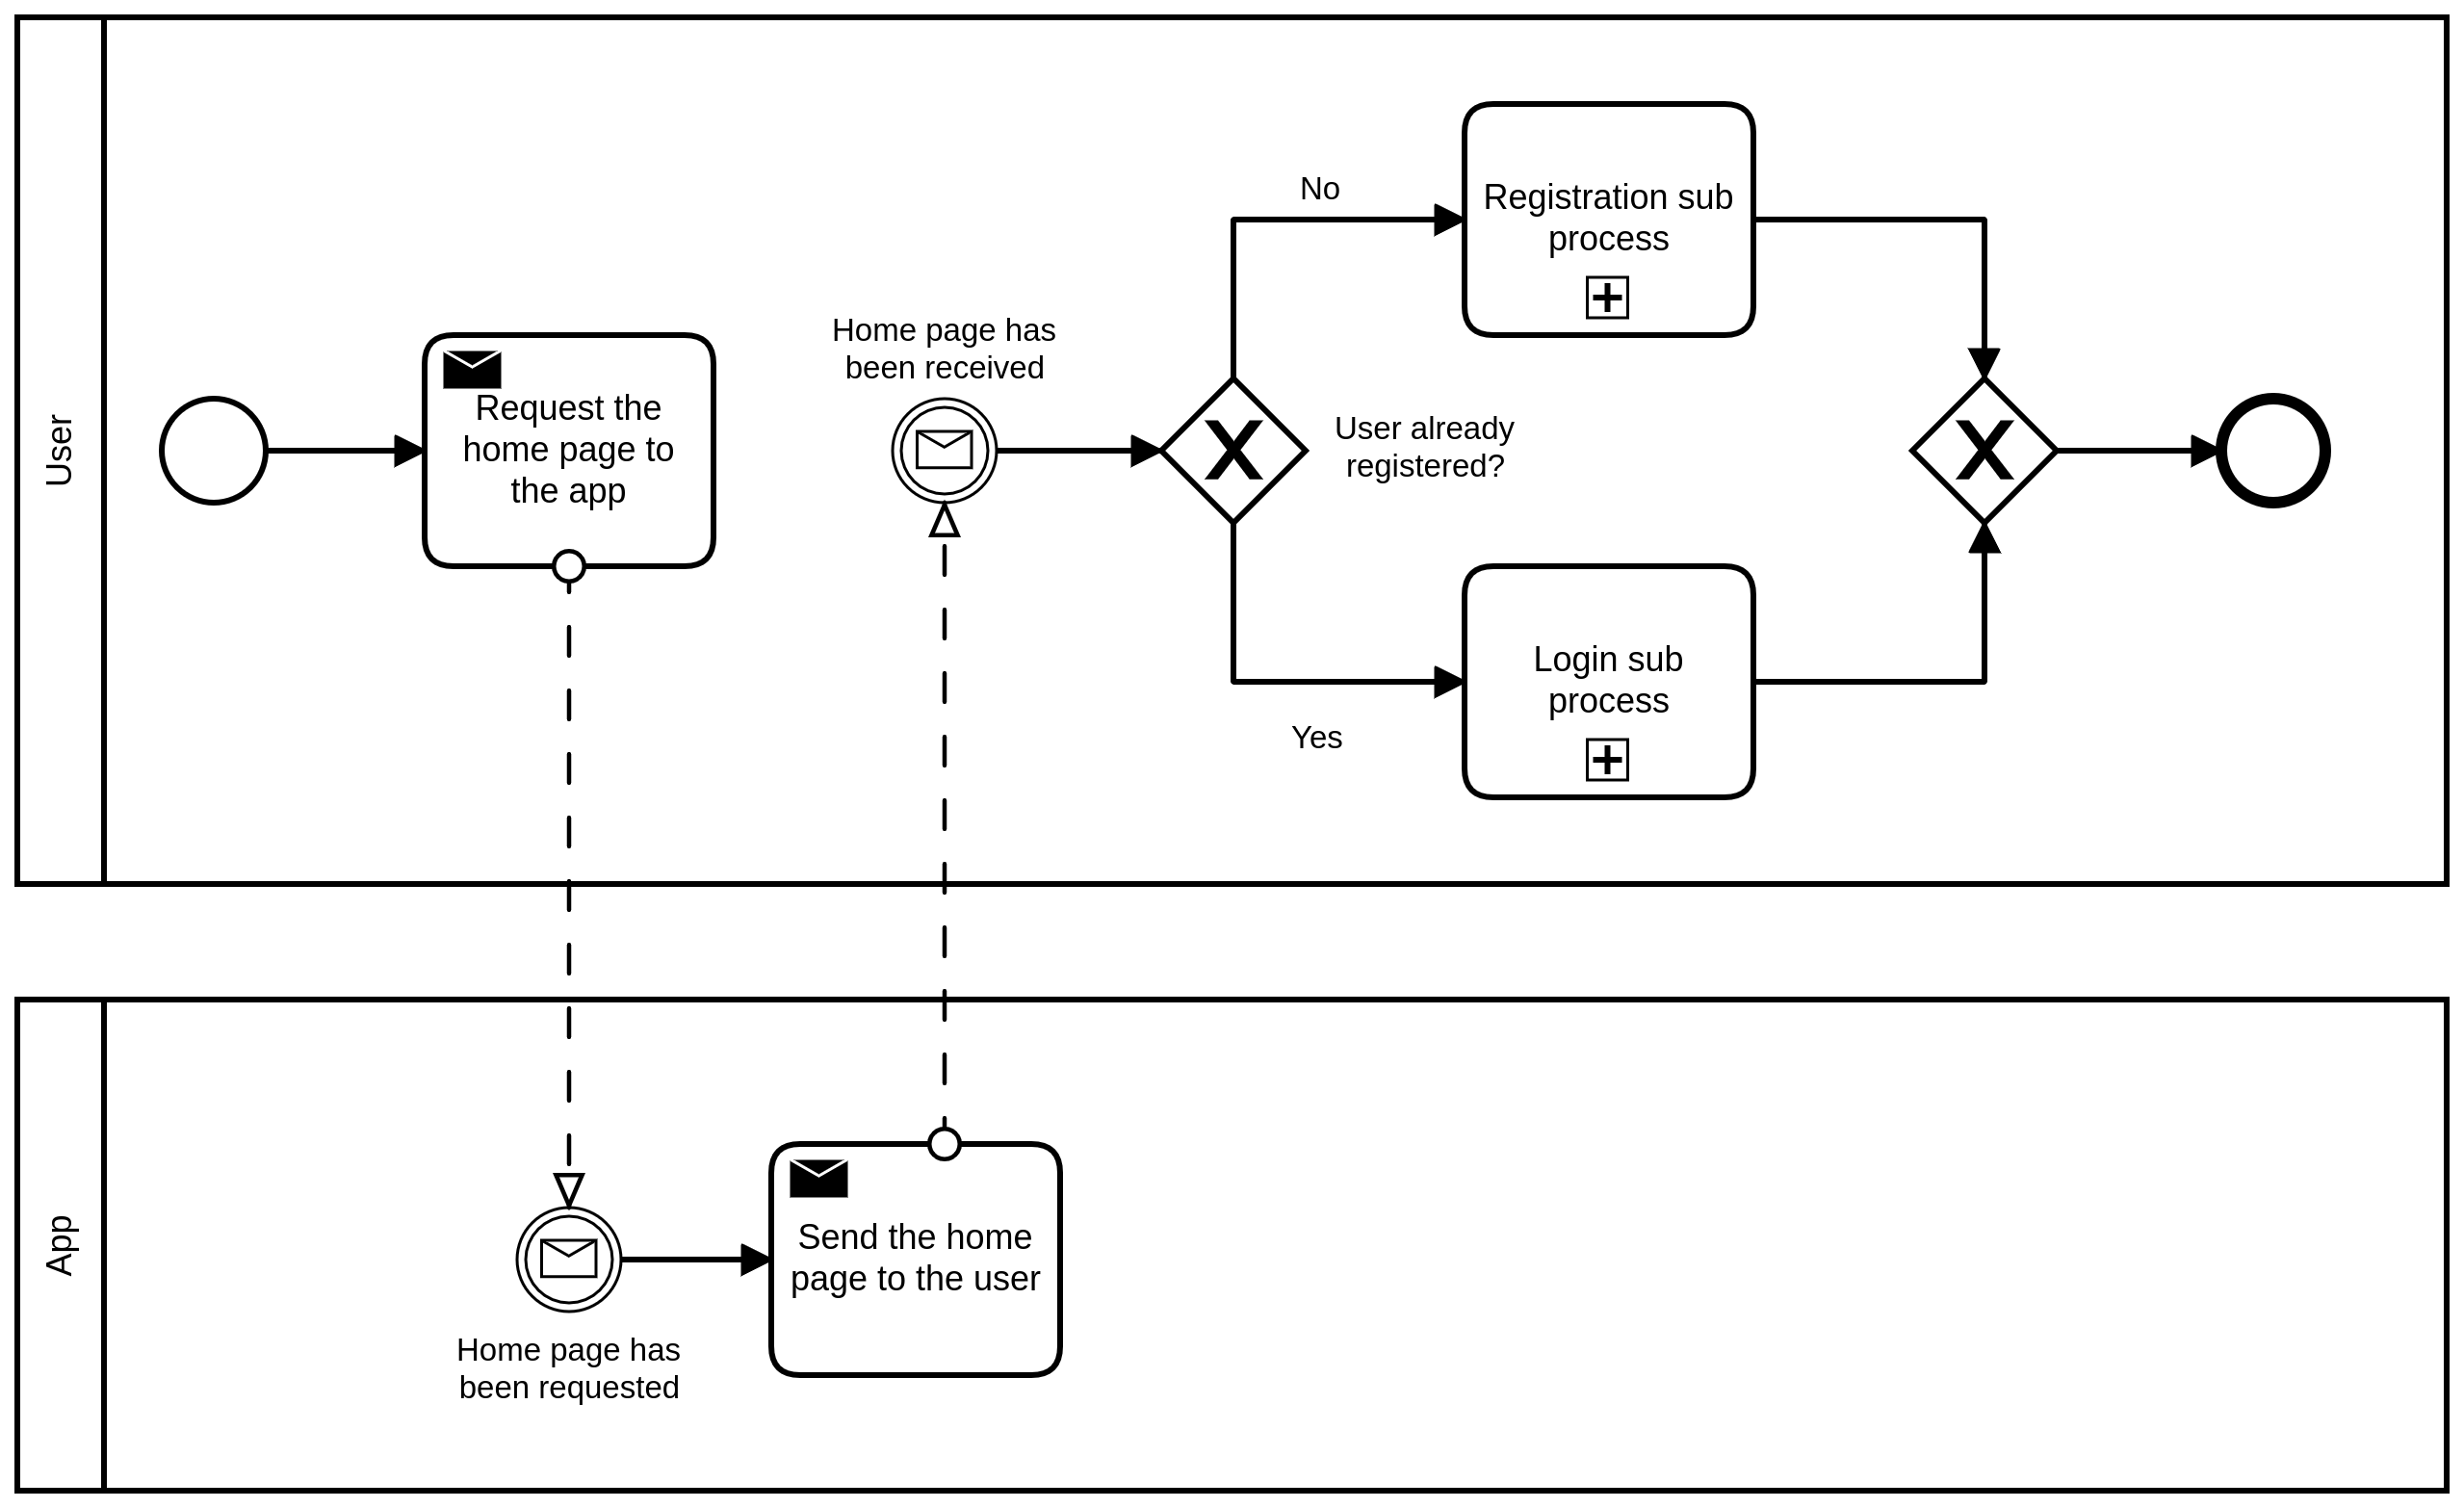 User
Request the
home page to
the app
Home page has
been received
User already
registered?
No
Registration sub
process
Yes
Login sub
process
App
Home page has
been requested
Send the home
page to the user